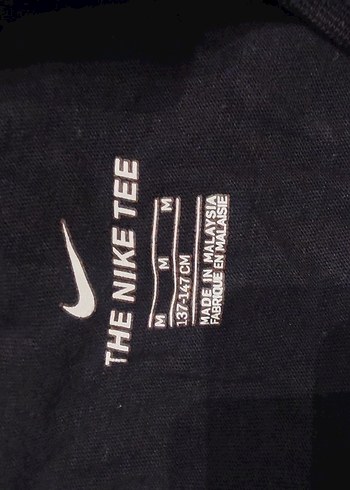 THE NIKE TEE
M M M
137-147 CM
MADE IN MALAYSIA
FABRIQUE EN MALAISIE